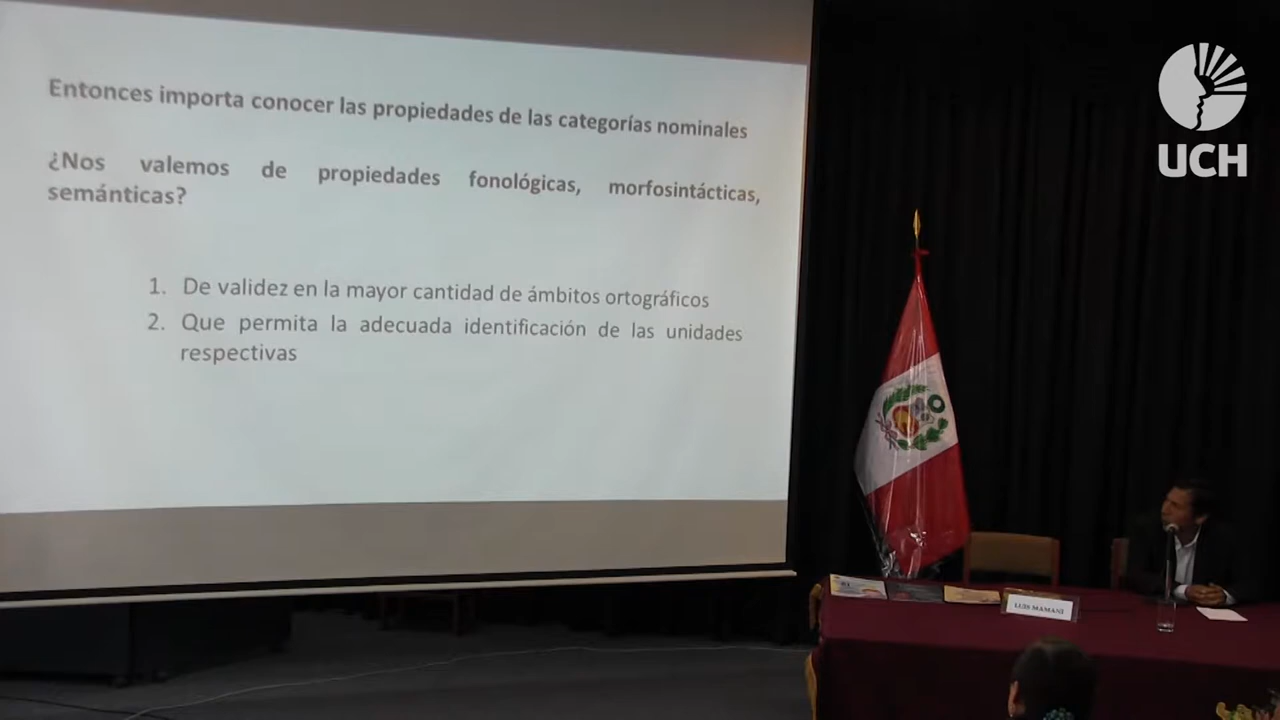 Entonces importa conocer las propiedades de las categorías nominales
¿Nos valemos de propiedades fonológicas, morfosintácticas,
semánticas?
1. De validez en la mayor cantidad de ámbitos ortográficos
2. Que permita la adecuada identificación de las unidades
respectivas
UCH
LUIS MAMANI